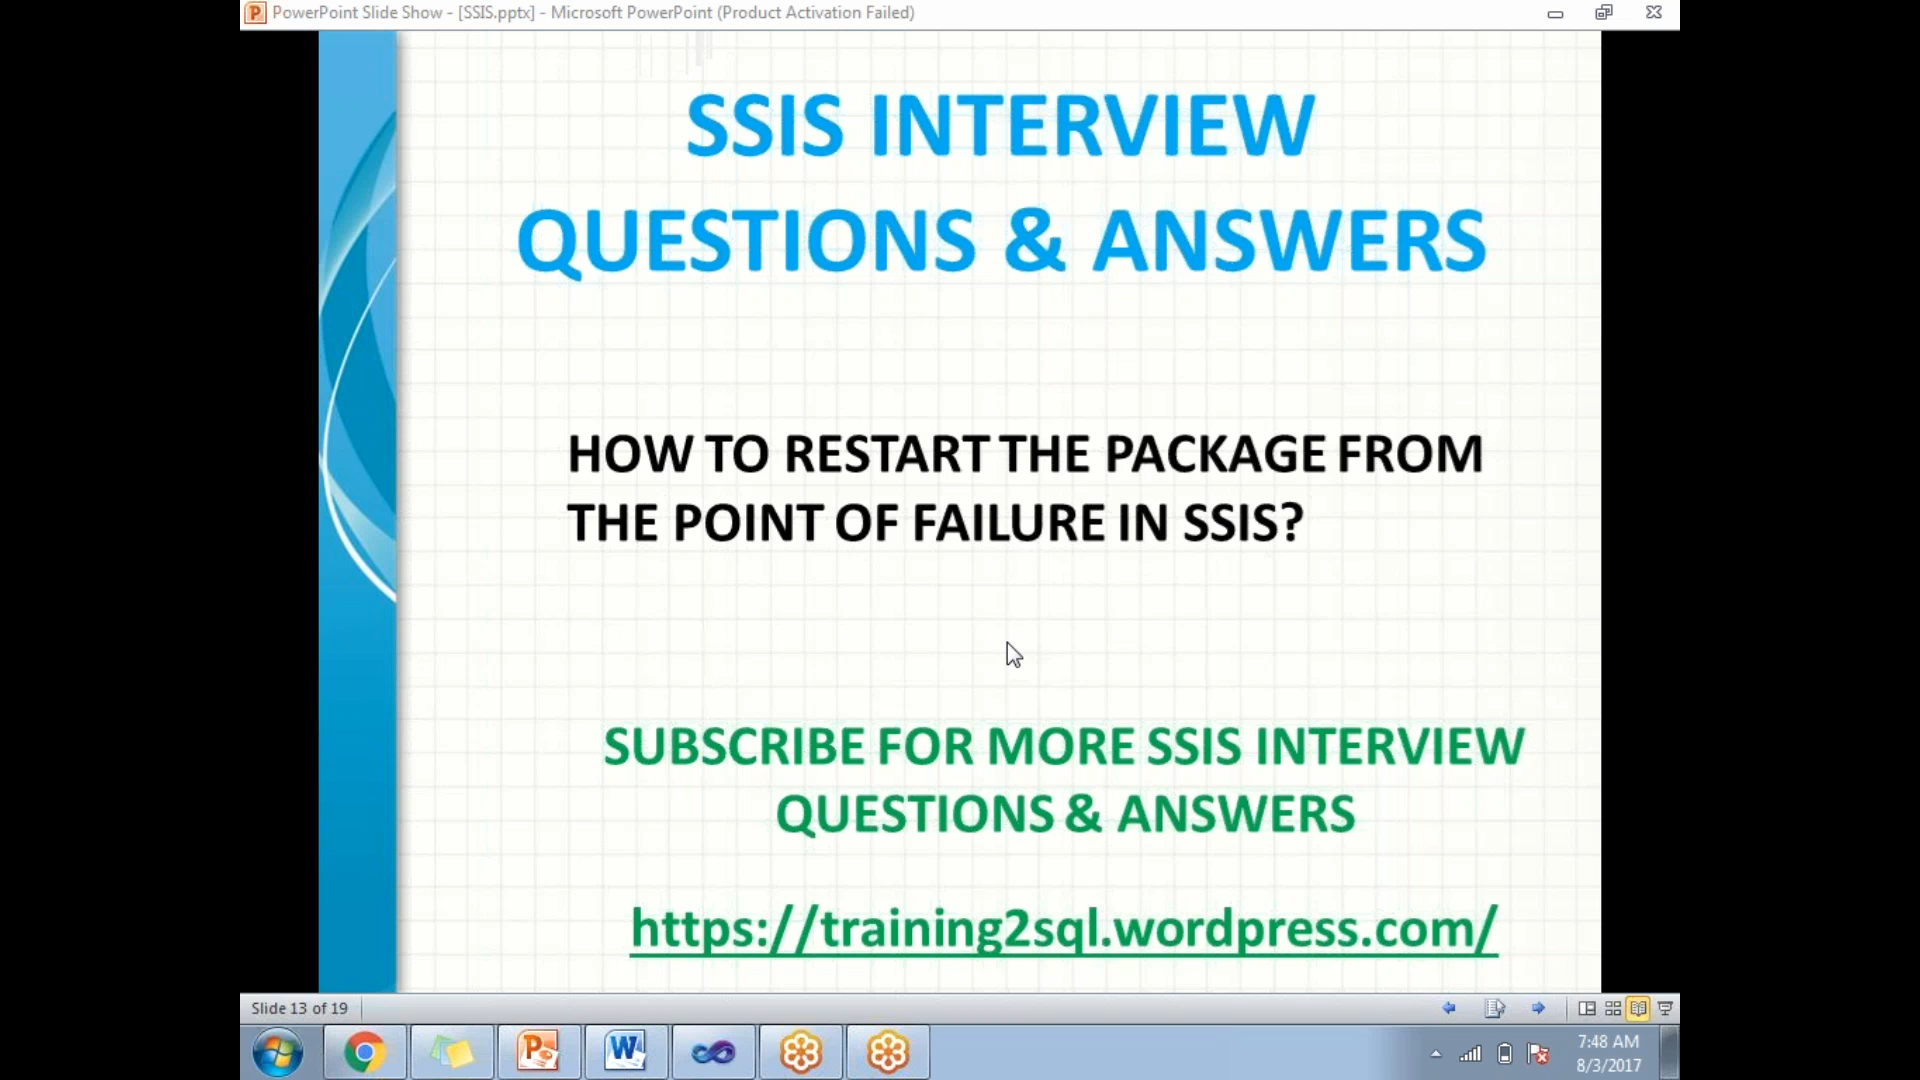 PowerPoint Slide Show - [SSIS.pptx] - Microsoft PowerPoint (Product Activation Failed)
SSIS INTERVIEW
QUESTIONS & ANSWERS
HOW TO RESTART THE PACKAGE FROM
THE POINT OF FAILURE IN SSIS?
SUBSCRIBE FOR MORE SSIS INTERVIEW
QUESTIONS & ANSWERS
https://training2sql.wordpress.com/
Slide 13 of 19
7:48 AM
8/3/2017